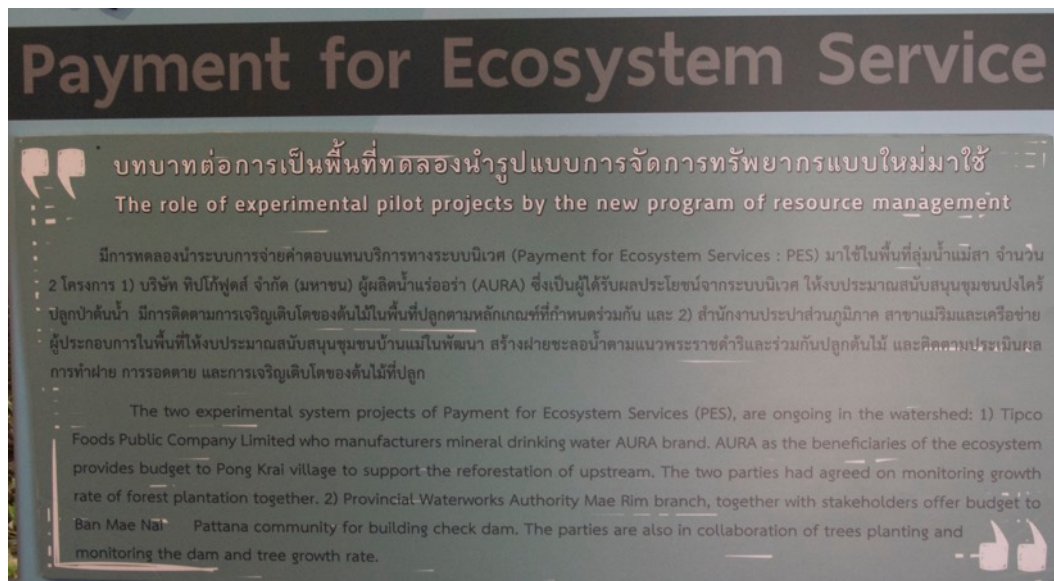 Payment for Ecosystem Service
บทบาทต่อการเป็นพื้นที่ทดลองนำรูปแบบการจัดการทรัพยากรแบบใหม่มาใช้
The role of experimental pilot projects by the new program of resource management
มีการทดลองนำระบบการจ่ายค่าตอบแทนบริการทางระบบนิเวศ (Payment for Ecosystem Services : PES) มาใช้ในพื้นที่ลุ่มน้ำแม่สา จำนวน
2 โครงการ 1) บริษัท ทิปโก้ฟูดส์ จำกัด (มหาชน) ผู้ผลิตน้ำแร่ออร่า (AURA) ซึ่งเป็นผู้ได้รับผลประโยชน์จากระบบนิเวศ ให้งบประมาณสนับสนุนชุมชนปงไคร้
ปลูกป่าต้นน้ำ มีการติดตามการเจริญเติบโตของต้นไม้ในพื้นที่ปลูกตามหลักเกณฑ์ที่กำหนดร่วมกัน และ 2) สำนักงานประปาส่วนภูมิภาค สาขาแม่ริมและเครือข่าย
ผู้ประกอบการในพื้นที่ให้งบประมาณสนับสนุนชุมชนบ้านแม่ในพัฒนา สร้างฝายชะลอน้ำตามแนวพระราชดำริและร่วมกันปลูกต้นไม้ และติดตามประเมินผล
การทำฝาย การรอดตาย และการเจริญเติบโตของต้นไม้ที่ปลูก
The two experimental system projects of Payment for Ecosystem Services (PES), are ongoing in the watershed: 1) Tipco
Foods Public Company Limited who manufacturers mineral drinking water AURA brand. AURA as the beneficiaries of the ecosystem
provides budget to Pong Krai village to support the reforestation of upstream. The two parties had agreed on monitoring growth
rate of forest plantation together. 2) Provincial Waterworks Authority Mae Rim branch, together with stakeholders offer budget to
Ban Mae Nai Pattana community for building check dam. The parties are also in collaboration of trees planting and
monitoring the dam and tree growth rate.